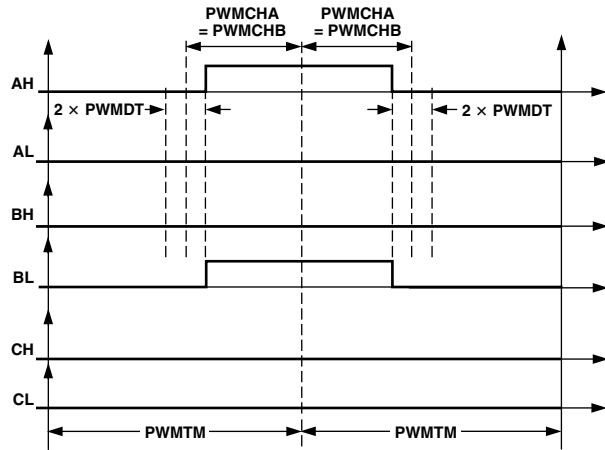 PWMCHA
= PWMCHB
PWMCHA
= PWMCHB
AH
2 × PWMDT
2 × PWMDT
AL
BH
BL
CH
CL
PWMTM
PWMTM